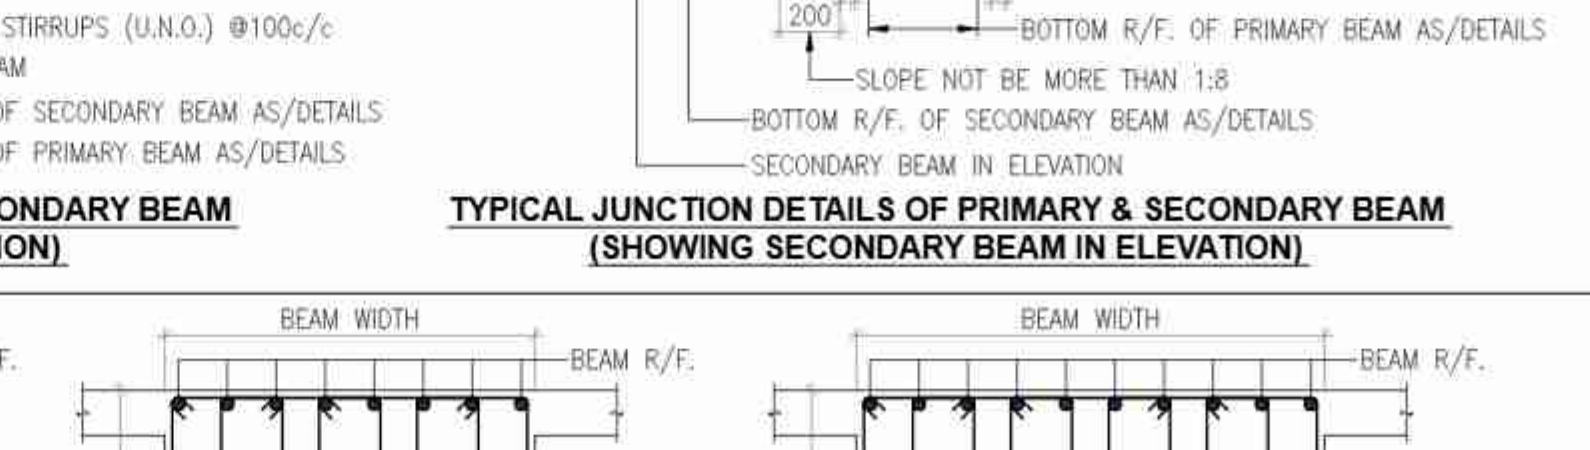 STIRRUPS (U.N.O.) @100c/c
AM
OF SECONDARY BEAM AS/DETAILS
OF PRIMARY BEAM AS/DETAILS
ONDARY BEAM
ION)
200
BOTTOM R/F. OF PRIMARY BEAM AS/DETAILS
SLOPE NOT BE MORE THAN 1:8
BOTTOM R/F. OF SECONDARY BEAM AS/DETAILS
SECONDARY BEAM IN ELEVATION
TYPICAL JUNCTION DETAILS OF PRIMARY & SECONDARY BEAM
(SHOWING SECONDARY BEAM IN ELEVATION)
F.
BEAM WIDTH
BEAM R/F.
BEAM WIDTH
BEAM R/F.